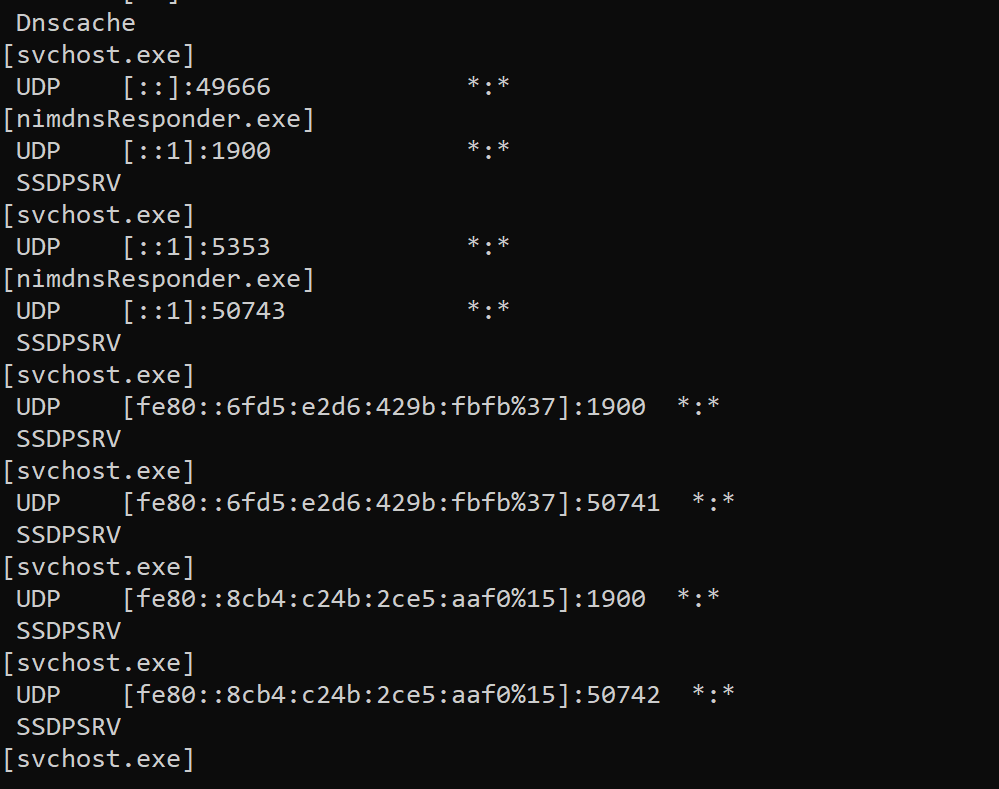 Dnscache
[svchost.exe]
UDP [::]:49666 *:*
[nimdnsResponder.exe]
UDP [::1]:1900 *:*
SSDPSRV
[svchost.exe]
UDP [::1]:5353 *:*
[nimdnsResponder.exe]
UDP [::1]:50743 *:*
SSDPSRV
[svchost.exe]
UDP [fe80::6fd5:e2d6:429b:fbfb%37]:1900 *:*
SSDPSRV
[svchost.exe]
UDP [fe80::6fd5:e2d6:429b:fbfb%37]:50741 *:*
SSDPSRV
[svchost.exe]
UDP [fe80::8cb4:c24b:2ce5:aaf0%15]:1900 *:*
SSDPSRV
[svchost.exe]
UDP [fe80::8cb4:c24b:2ce5:aaf0%15]:50742 *:*
SSDPSRV
[svchost.exe]